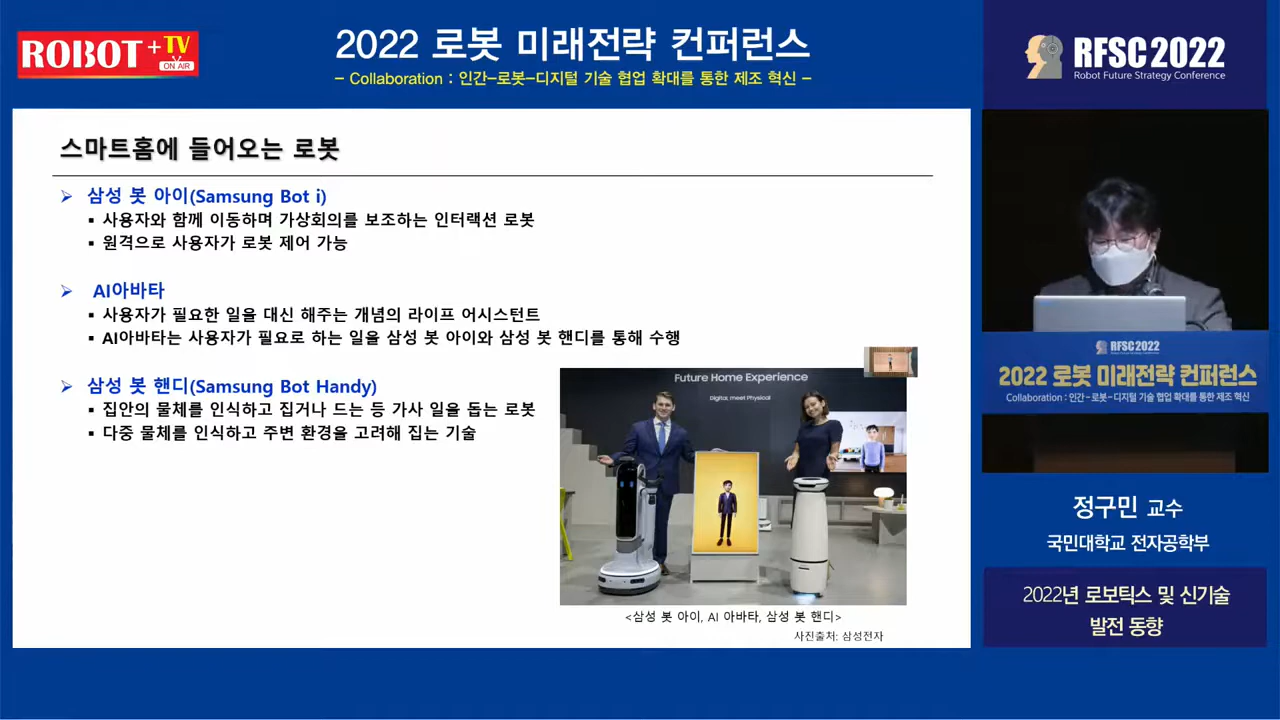 ROBOT+TV
ON AIR
2022 로봇 미래전략 컨퍼런스
– Collaboration : 인간–로봇–디지털 기술 협업 확대를 통한 제조 혁신 –
RFSC 2022
Robot Future Strategy Conference
스마트홈에 들어오는 로봇
➢ 삼성 봇 아이(Samsung Bot i)
▪ 사용자와 함께 이동하며 가상회의를 보조하는 인터랙션 로봇
▪ 원격으로 사용자가 로봇 제어 가능
➢ AI아바타
▪ 사용자가 필요한 일을 대신 해주는 개념의 라이프 어시스턴트
▪ AI아바타는 사용자가 필요로 하는 일을 삼성 봇 아이와 삼성 봇 핸디를 통해 수행
➢ 삼성 봇 핸디(Samsung Bot Handy)
▪ 집안의 물체를 인식하고 집거나 드는 등 가사 일을 돕는 로봇
▪ 다중 물체를 인식하고 주변 환경을 고려해 집는 기술
Future Home Experience
Digital, meet Physical
<삼성 봇 아이, AI 아바타, 삼성 봇 핸디>
사진출처: 삼성전자
RFSC 2022
Robot Future Strategy Conference
2022 로봇 미래전략 컨퍼런스
Collaboration : 인간-로봇-디지털 기술 협업 확대를 통한 제조 혁신
정구민 교수
국민대학교 전자공학부
2022년 로보틱스 및 신기술
발전 동향